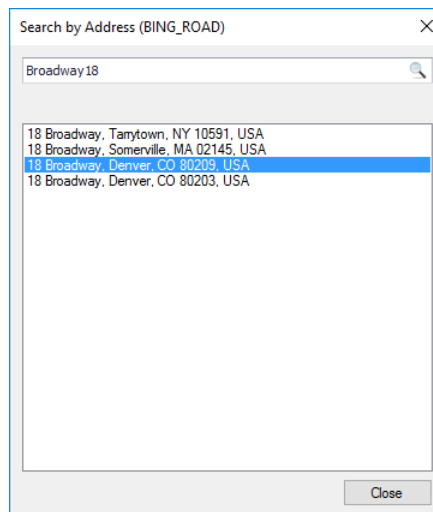 Search by Address (BING_ROAD)
Broadway18
18 Broadway, Tarrytown, NY 10591, USA
18 Broadway, Somerville, MA 02145, USA
18 Broadway, Denver, CO 80209, USA
18 Broadway, Denver, CO 80203, USA
Close